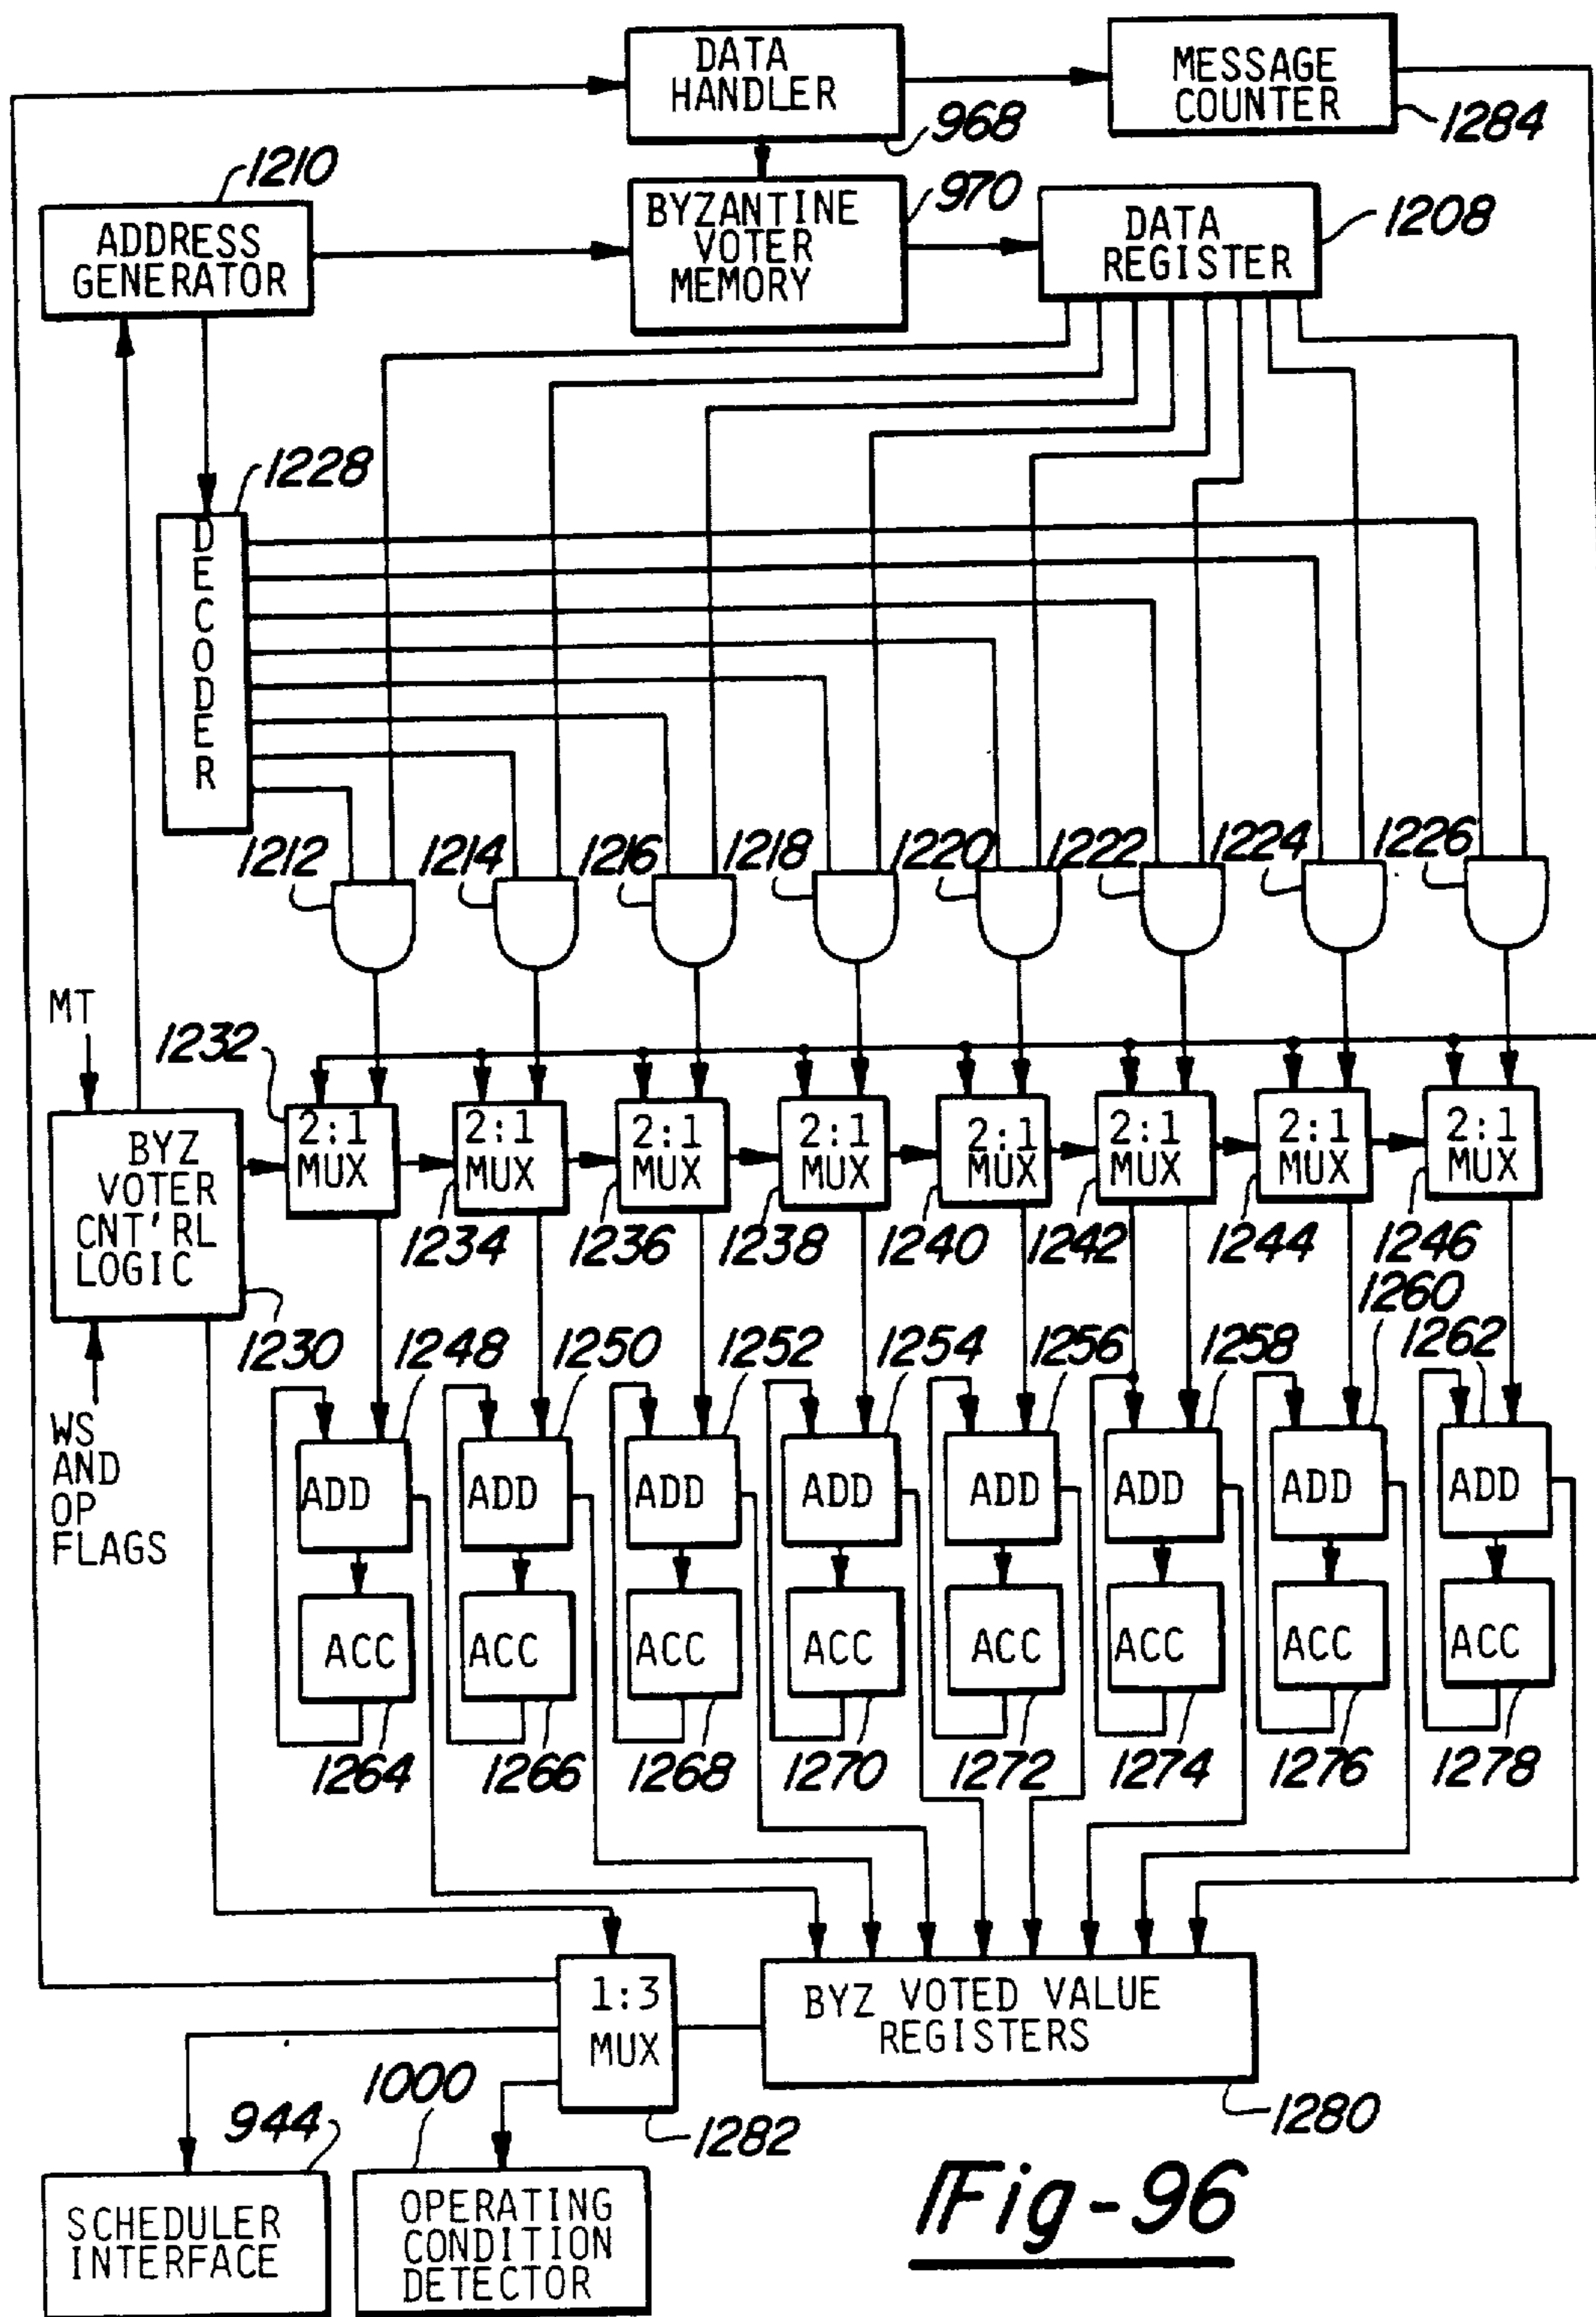 DATA
HANDLER
968
MESSAGE
COUNTER
1284
1210
ADDRESS
GENERATOR
BYZANTINE
VOTER
MEMORY
970
DATA
REGISTER
1208
1228
D
E
C
O
D
E
R
1212
1214
1216
1218
1220
1222
1224
1226
MT
1232
2:1
MUX
2:1
MUX
2:1
MUX
2:1
MUX
2:1
MUX
2:1
MUX
2:1
MUX
2:1
MUX
BYZ
VOTER
CNT'RL
LOGIC
1234
1236
1238
1240
1242
1244
1246
1230
1248
1250
1252
1254
1256
1258
1260
1262
WS
AND
OP
FLAGS
ADD
ADD
ADD
ADD
ADD
ADD
ADD
ADD
ACC
ACC
ACC
ACC
ACC
ACC
ACC
ACC
1264
1266
1268
1270
1272
1274
1276
1278
1:3
MUX
1282
BYZ VOTED VALUE
REGISTERS
1280
944
1000
SCHEDULER
INTERFACE
OPERATING
CONDITION
DETECTOR
Fig-96